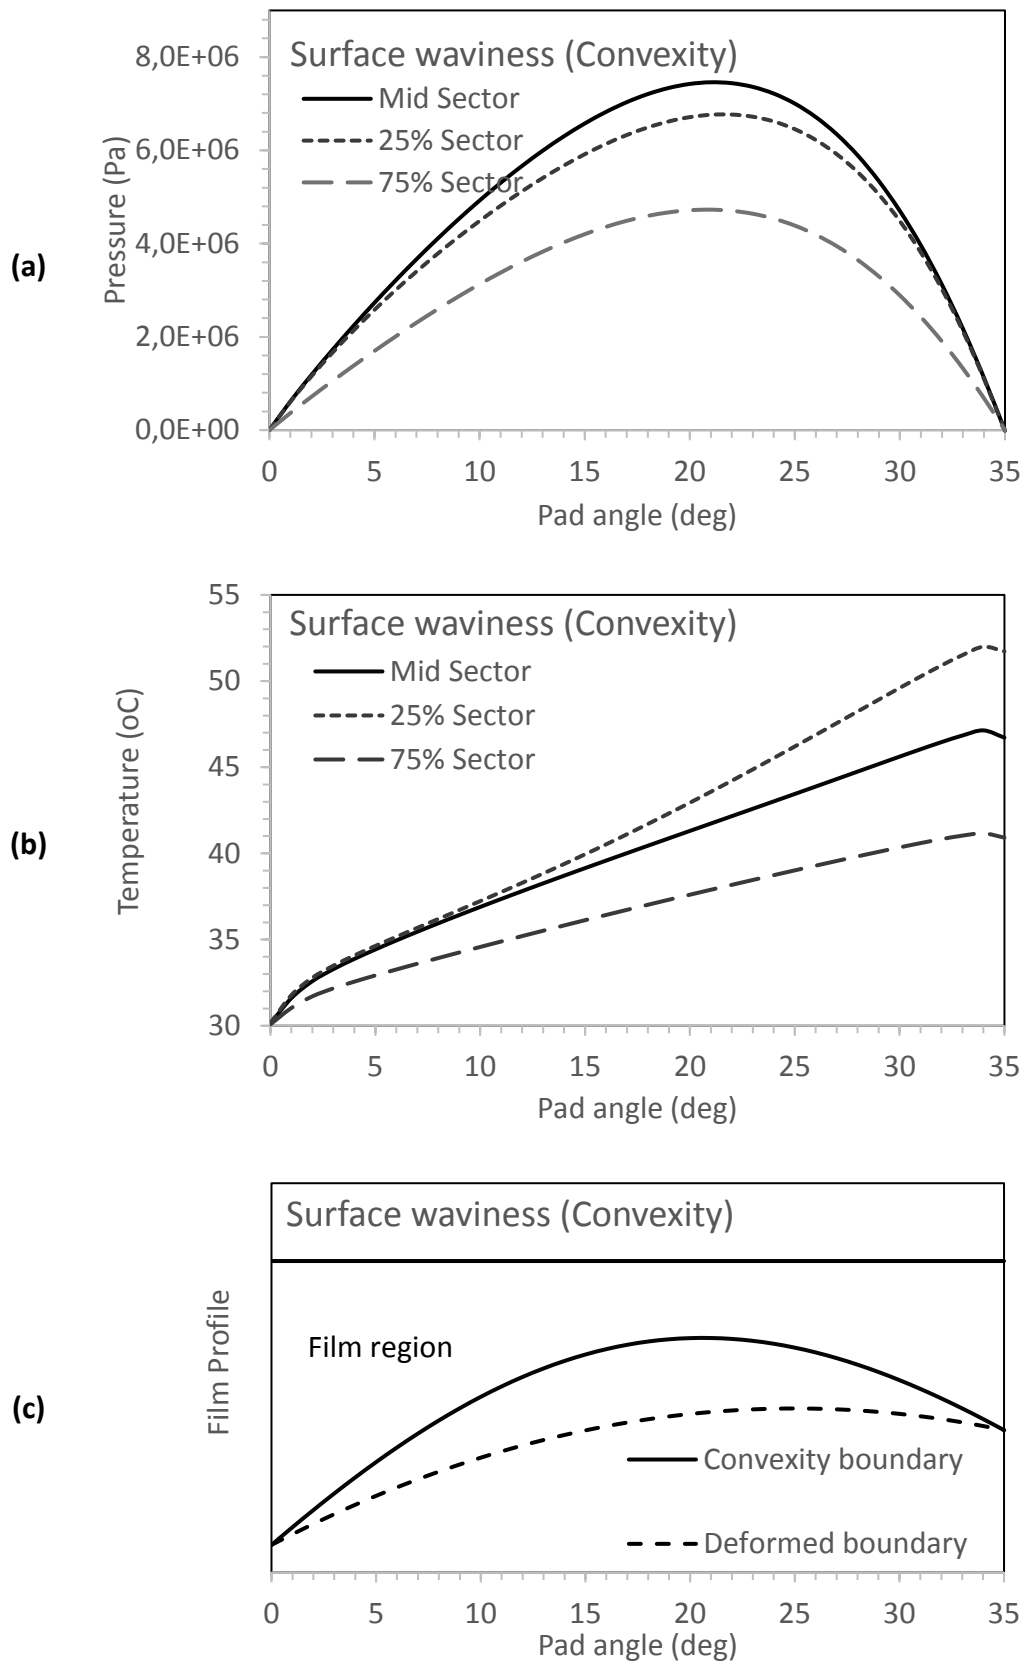 Surface waviness (Convexity)
Mid Sector
25% Sector
75% Sector
8,0E+06
6,0E+06
4,0E+06
2,0E+06
0,0E+00
Pressure (Pa)
(a)
0 5 10 15 20 25 30 35
Pad angle (deg)
Surface waviness (Convexity)
Mid Sector
25% Sector
75% Sector
55
50
45
40
35
30
Temperature (oC)
(b)
0 5 10 15 20 25 30 35
Pad angle (deg)
Surface waviness (Convexity)
Film region
Film Profile
(c)
Convexity boundary
Deformed boundary
0 5 10 15 20 25 30 35
Pad angle (deg)